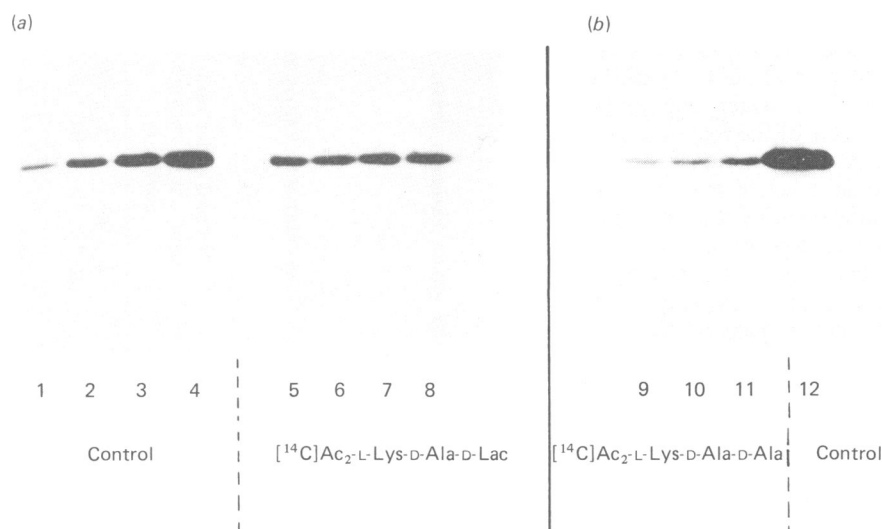 (a) (b)
1 2 3 4 5 6 7 8 9 10 11 12
Control [¹⁴C]Ac₂-L-Lys-D-Ala-D-Lac [¹⁴C]Ac₂-L-Lys-D-Ala-D-Ala Control